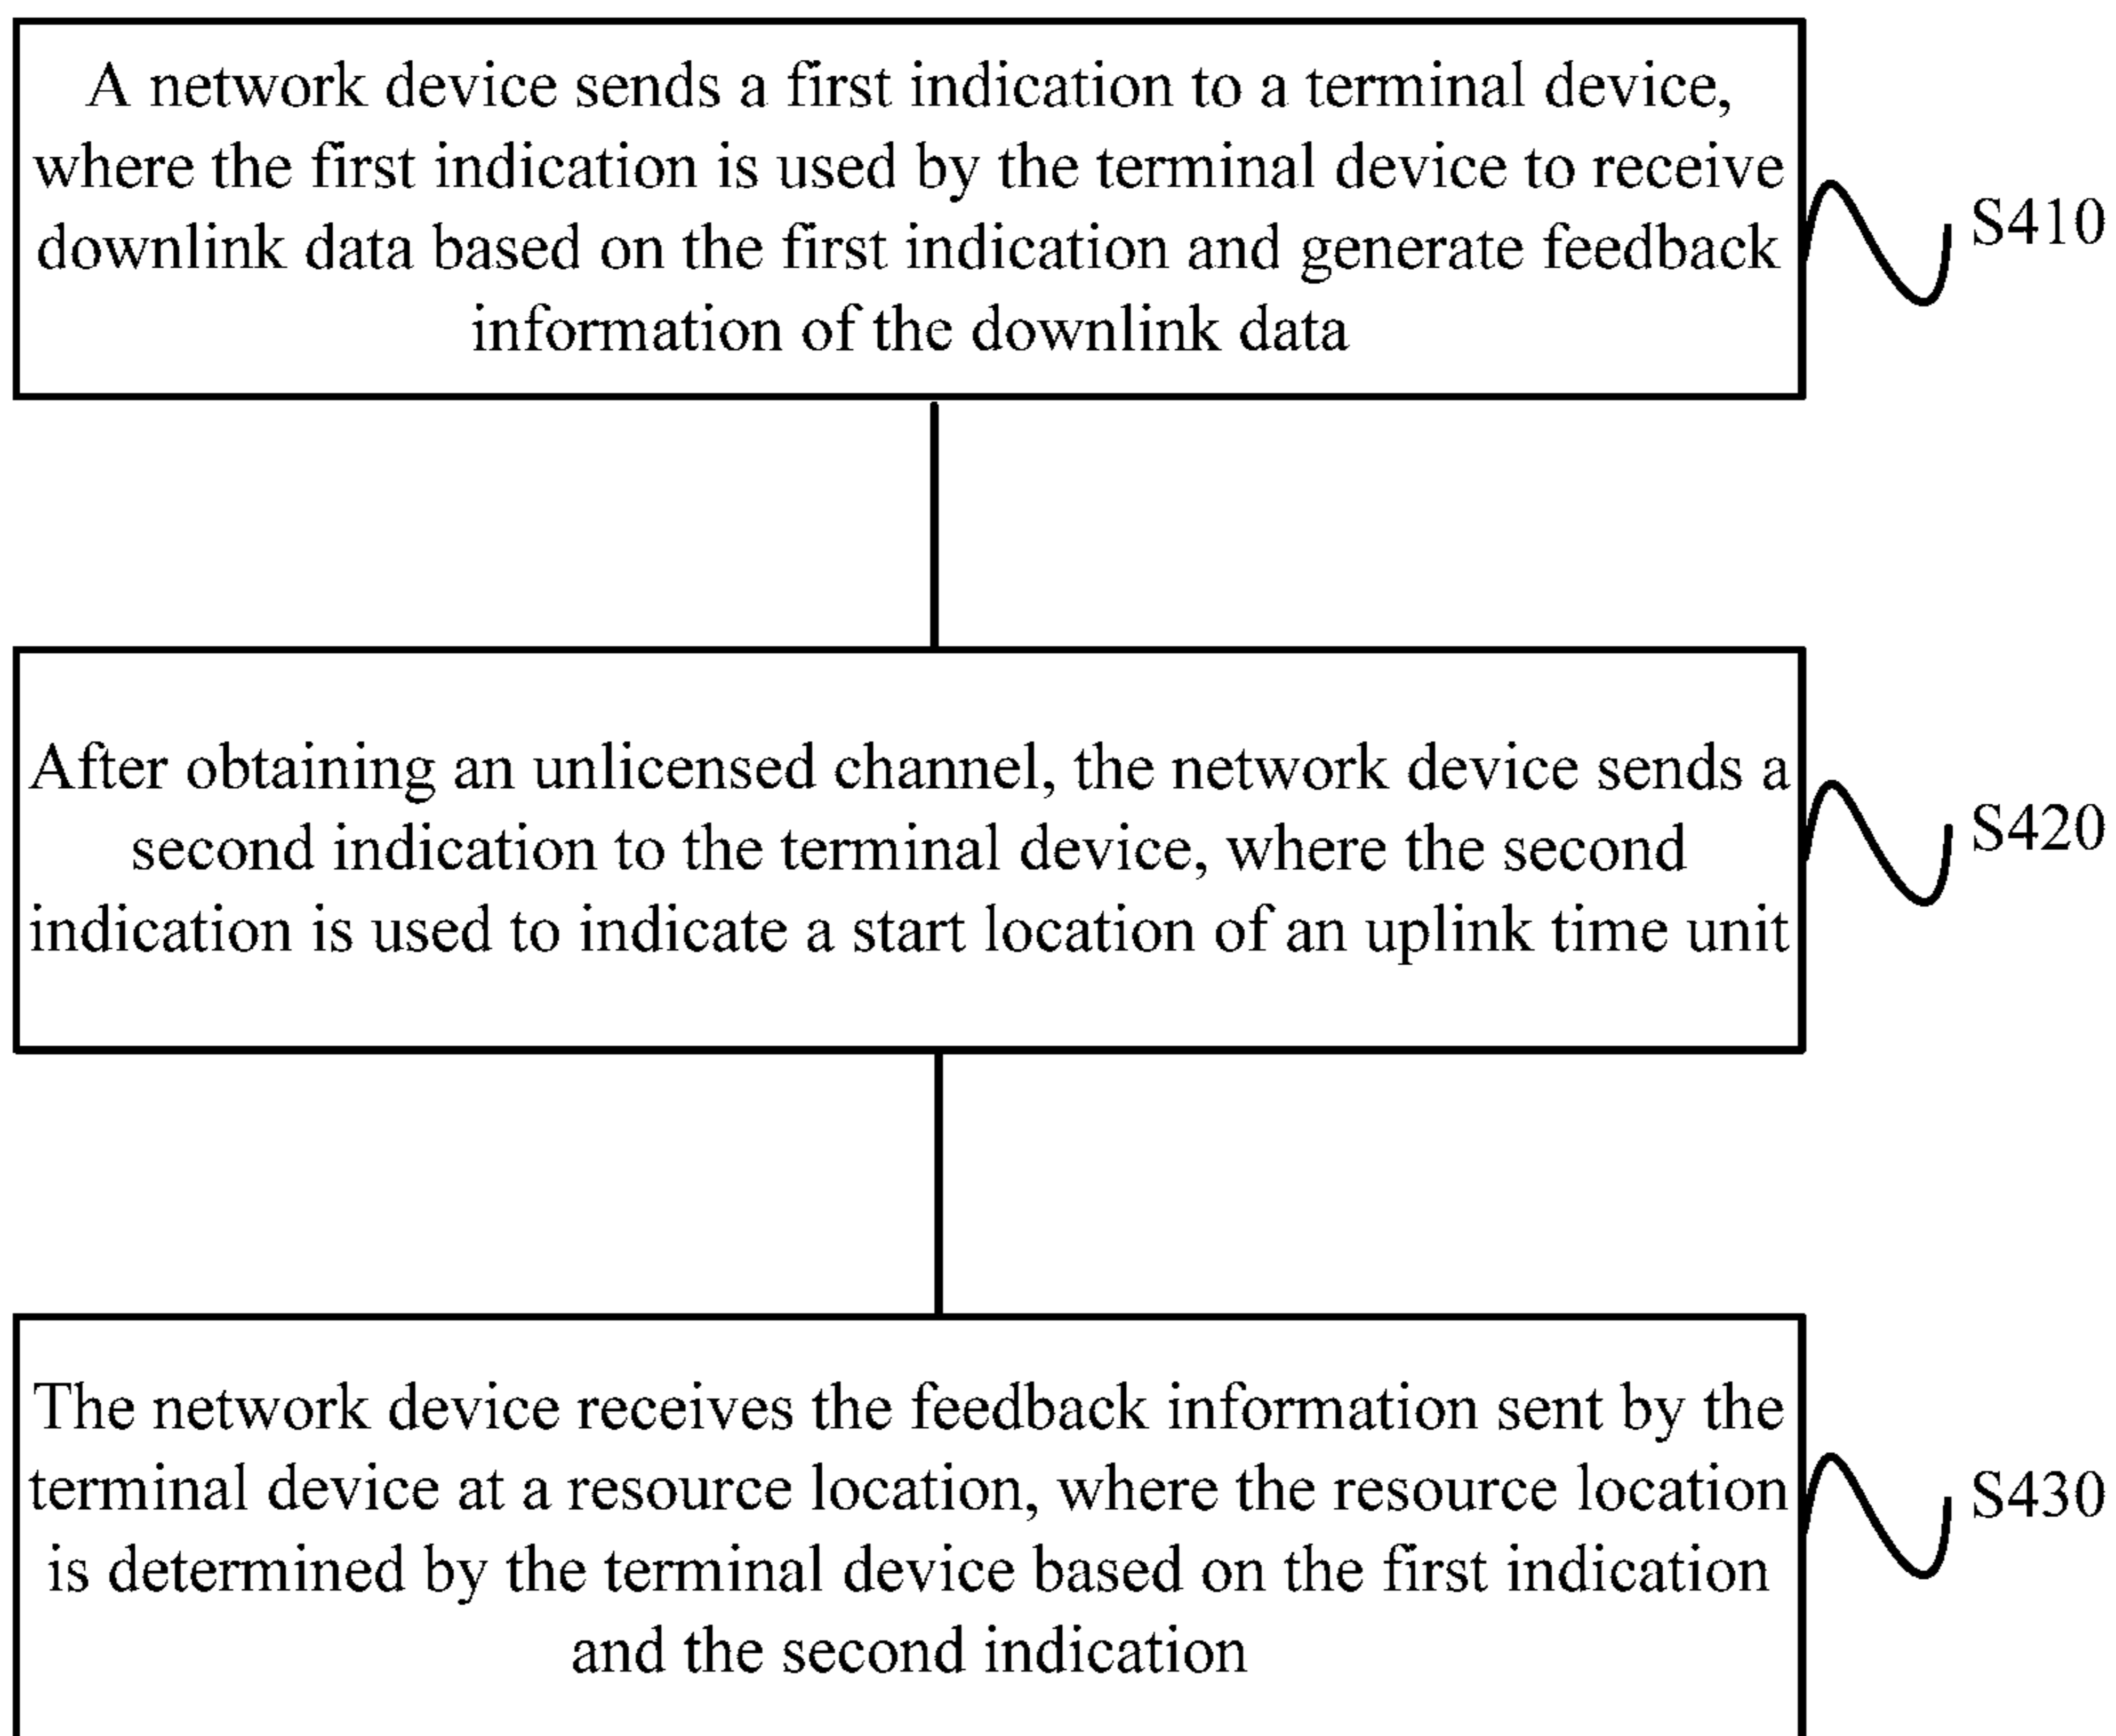 A network device sends a first indication to a terminal device,
where the first indication is used by the terminal device to receive
downlink data based on the first indication and generate feedback
information of the downlink data
S410
After obtaining an unlicensed channel, the network device sends a
second indication to the terminal device, where the second
indication is used to indicate a start location of an uplink time unit
S420
The network device receives the feedback information sent by the
terminal device at a resource location, where the resource location
is determined by the terminal device based on the first indication
and the second indication
S430